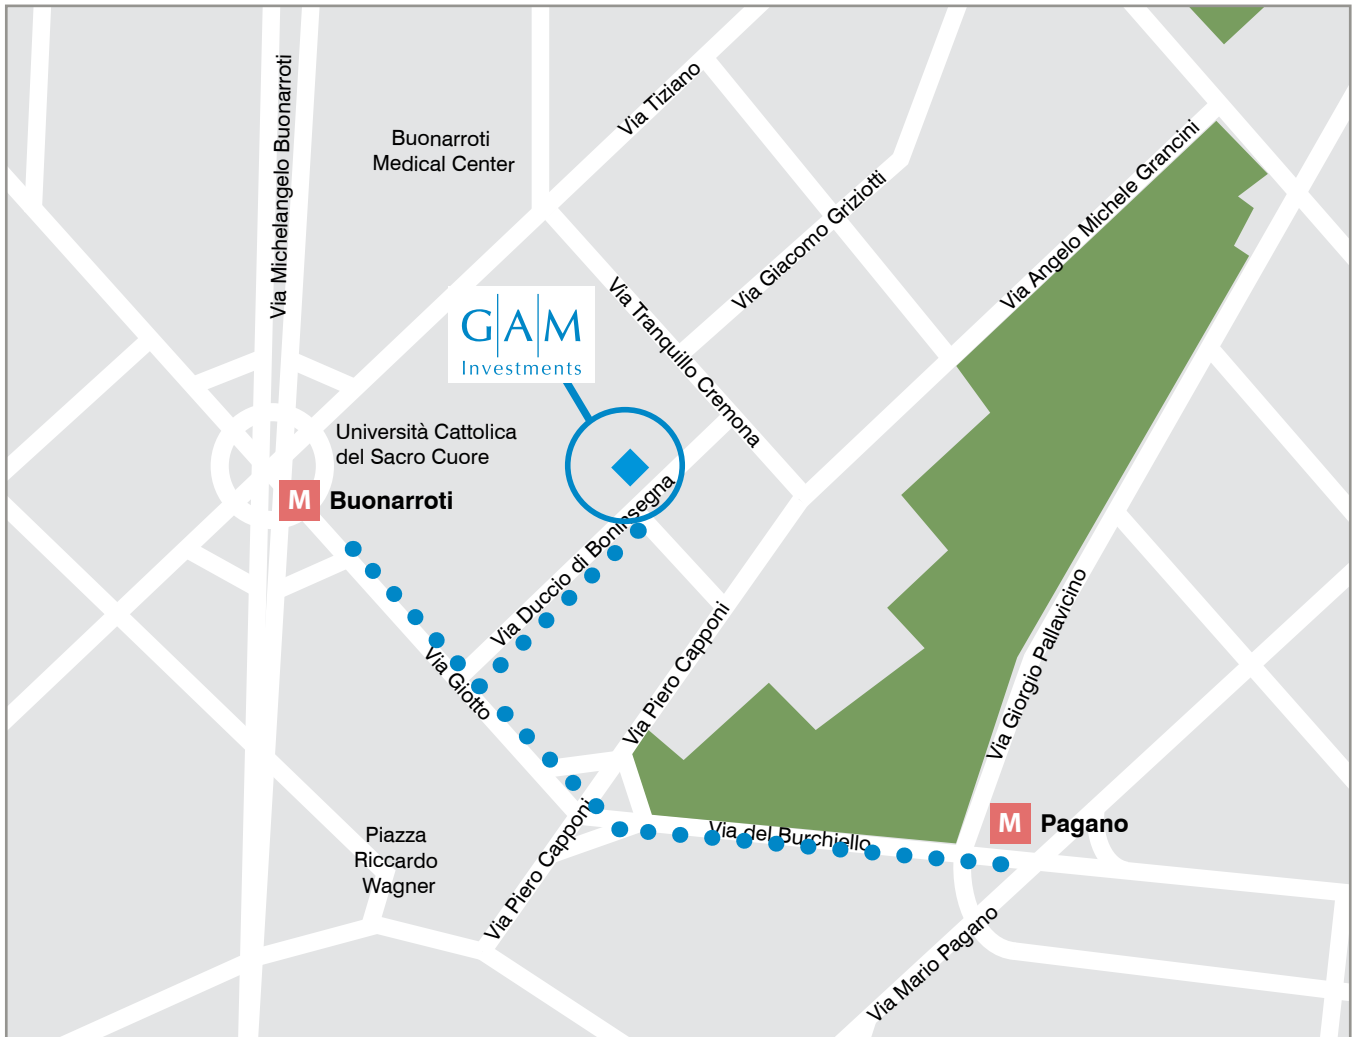 Via Michelangelo Buonarroti
Buonarroti
Medical Center
Via Tiziano
Via Giacomo Griziotti
Via Angelo Michele Grancini
G|A|M
Investments
Via Tranquillo Cremona
Università Cattolica
del Sacro Cuore
M Buonarroti
Via Duccio di Boninsegna
Via Giotto
Via Piero Capponi
Via Giorgio Pallavicino
M Pagano
Via del Burchiello
Piazza
Riccardo
Wagner
Via Piero Capponi
Via Mario Pagano